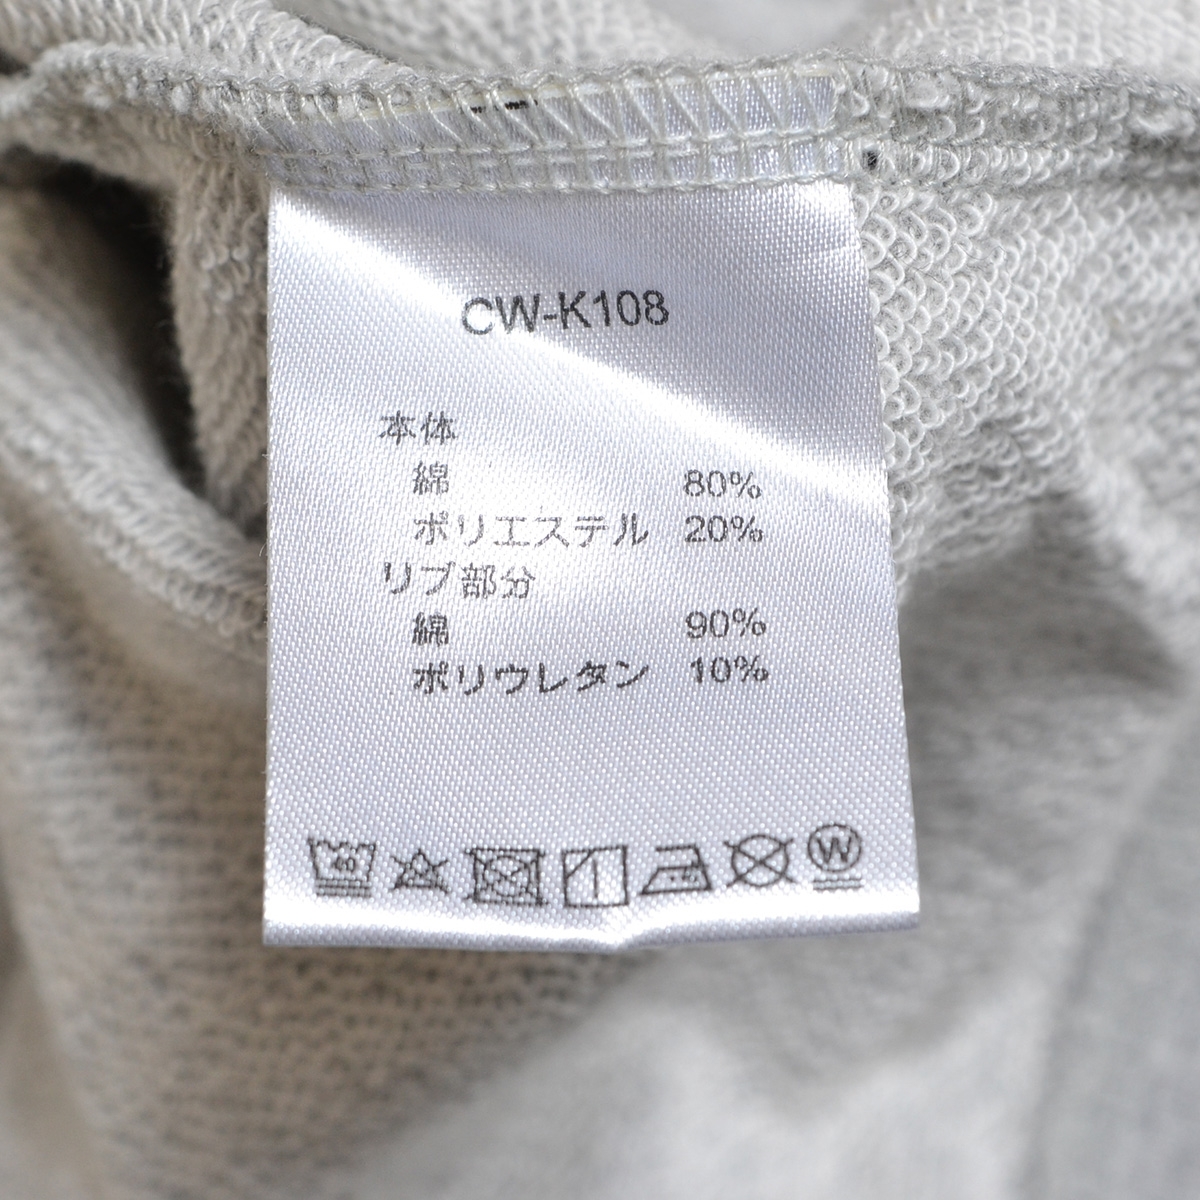 CW-K108
本体
綿 80%
ポリエステル 20%
リブ部分
綿 90%
ポリウレタン 10%
40 W